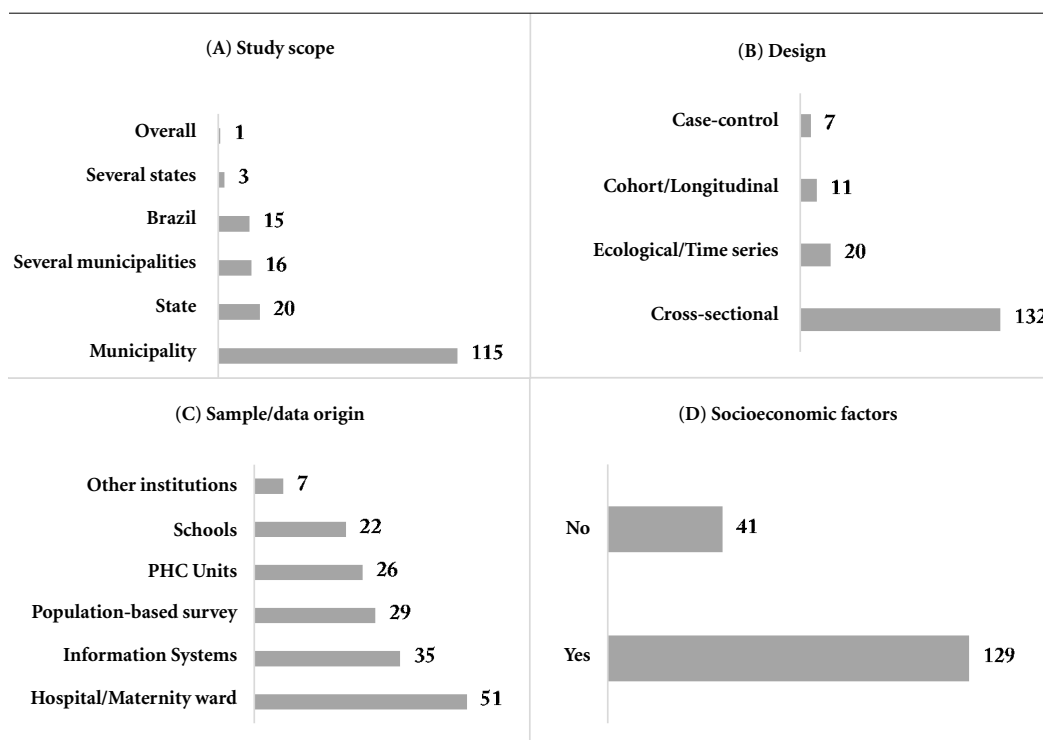 (A) Study scope
Overall 1
Several states 3
Brazil 15
Several municipalities 16
State 20
Municipality 115
(B) Design
Case-control 7
Cohort/Longitudinal 11
Ecological/Time series 20
Cross-sectional 132
(C) Sample/data origin
Other institutions 7
Schools 22
PHC Units 26
Population-based survey 29
Information Systems 35
Hospital/Maternity ward 51
(D) Socioeconomic factors
No 41
Yes 129